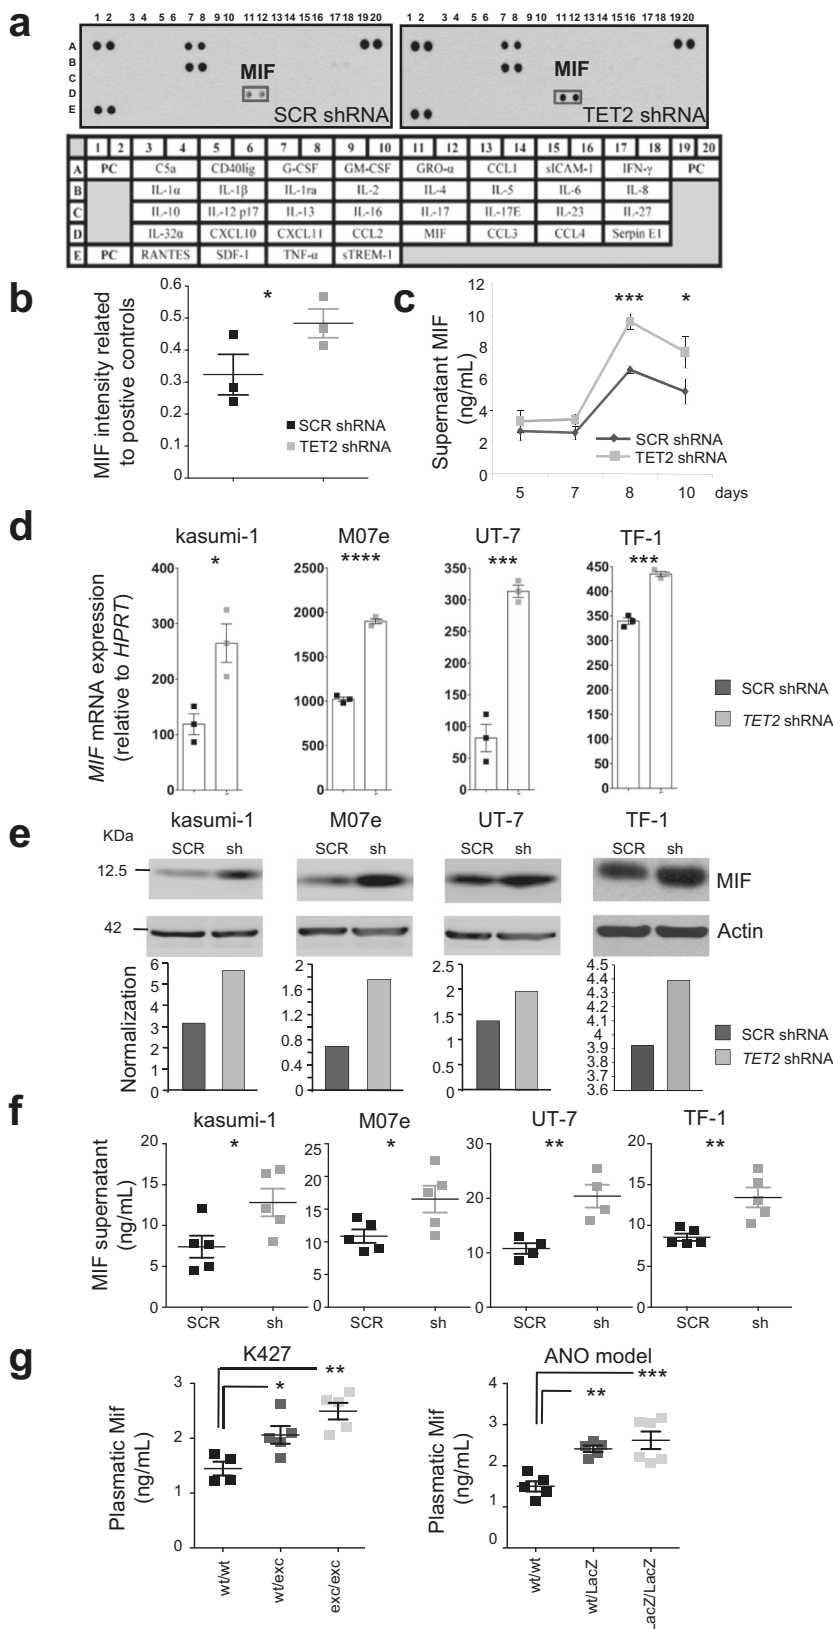 a
1 2 3 4 5 6 7 8 9 10 11 12 13 14 15 16 17 18 19 20
1 2 3 4 5 6 7 8 9 10 11 12 13 14 15 16 17 18 19 20
A
B
C
D
E
MIF
SCR shRNA
MIF
TET2 shRNA
1 2 3 4 5 6 7 8 9 10 11 12 13 14 15 16 17 18 19 20
A PC C5a CD40lig G-CSF GM-CSF GRO-α CCL1 sICAM-1 IFN-γ PC
B IL-1α IL-1β IL-1ra IL-2 IL-4 IL-5 IL-6 IL-8
C IL-10 IL-12 p17 IL-13 IL-16 IL-17 IL-17E IL-23 IL-27
D IL-32α CXCL10 CXCL11 CCL2 MIF CCL3 CCL4 Serpin E1
E PC RANTES SDF-1 TNF-α sTREM-1
b
MIF intensity related
to postive controls
0.6
0.5
0.4
0.3
0.2
0.1
0
*
SCR shRNA
TET2 shRNA
c
Supernatant MIF
(ng/mL)
12
10
8
6
4
2
0
*** *
SCR shRNA
TET2 shRNA
5 7 8 10 days
d
MIF mRNA expression
(relative to HPRT)
kasumi-1
*
400
300
200
100
0
M07e
****
2500
2000
1500
1000
500
0
UT-7
***
350
300
250
200
150
100
50
0
TF-1
***
450
400
350
300
250
200
150
100
50
0
SCR shRNA
TET2 shRNA
e
kasumi-1 M07e UT-7 TF-1
KDa
SCR sh SCR sh SCR sh SCR sh
12.5
MIF
42
Actin
Normalization
6
5
4
3
2
1
0
2
1.6
1.2
0.8
0.4
0
2.5
2
1.5
1
0.5
0
4.5
4.4
4.3
4.2
4.1
4
3.9
3.8
3.7
3.6
SCR shRNA
TET2 shRNA
f
MIF supernatant
(ng/mL)
kasumi-1
*
20
15
10
5
0
SCR sh
M07e
*
25
20
15
10
5
0
SCR sh
UT-7
**
30
20
10
0
SCR sh
TF-1
**
20
15
10
5
0
SCR sh
g
K427
**
*
Plasmatic Mif
(ng/mL)
3
2
1
0
wt/wt
wt/exc
exc/exc
ANO model
***
**
Plasmatic Mif
(ng/mL)
4
3
2
1
0
wt/wt
wt/LacZ
LacZ/LacZ